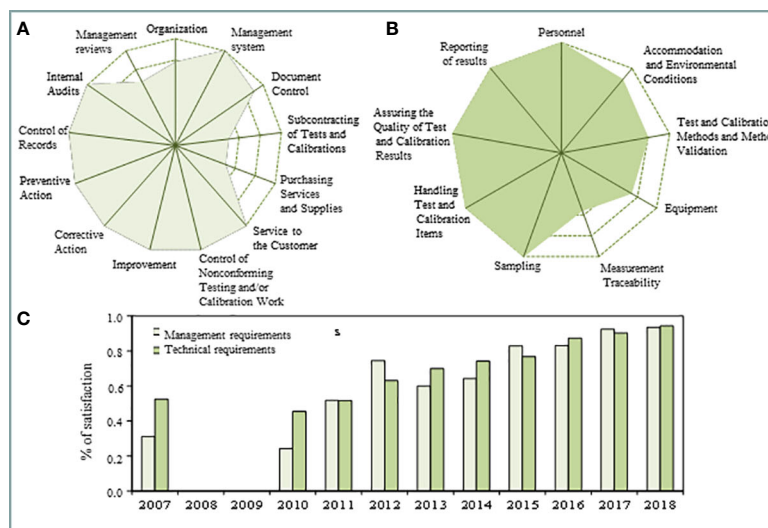 A
Organization
Management
system
Document
Control
Subcontracting
of Tests and
Calibrations
Purchasing
Services
and Supplies
Service to
the Customer
Control of
Nonconforming
Testing and/or
Calibration Work
Improvement
Corrective
Action
Preventive
Action
Control of
Records
Internal
Audits
Management
reviews
B
Personnel
Accommodation
and Environmental
Conditions
Test and Calibration
Methods and Metho
Validation
Equipment
Measurement
Traceability
Sampling
Handling
Test and
Calibration
Items
Assuring the
Quality of Test
and Calibration
Results
Reporting
of results
C
% of satisfaction
1.0
0.8
0.6
0.4
0.2
0.0
Management requirements
Technical requirements
s
2007 2008 2009 2010 2011 2012 2013 2014 2015 2016 2017 2018